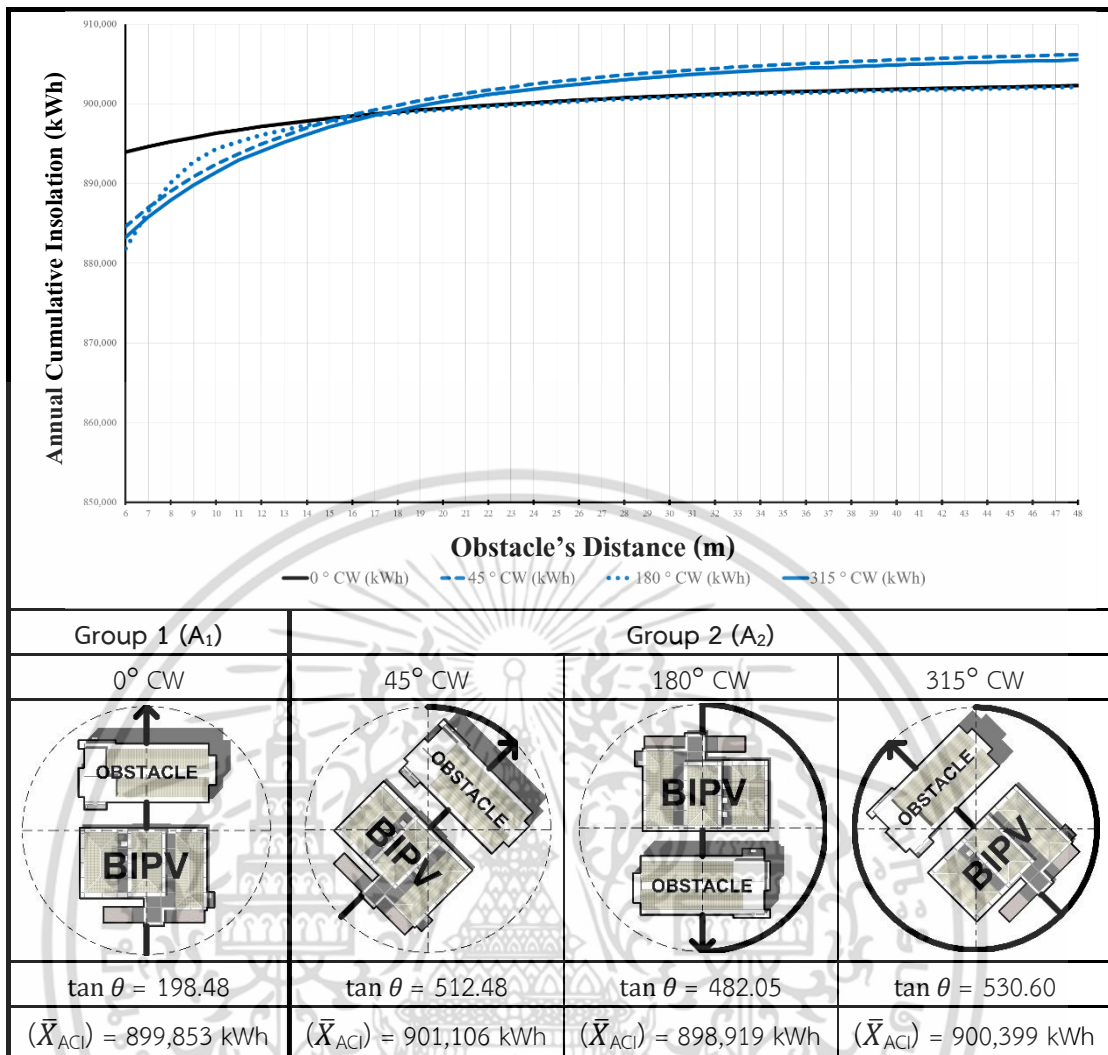 910,000
900,000
890,000
880,000
870,000
860,000
850,000
Annual Cumulative Insolation (kWh)
6 7 8 9 10 11 12 13 14 15 16 17 18 19 20 21 22 23 24 25 26 27 28 29 30 31 32 33 34 35 36 37 38 39 40 41 42 43 44 45 46 47 48
Obstacle's Distance (m)
0 ° CW (kWh) 45 ° CW (kWh) 180 ° CW (kWh) 315 ° CW (kWh)
Group 1 (A₁) Group 2 (A₂)
0° CW 45° CW 180° CW 315° CW
OBSTACLE
BIPV
OBSTACLE
BIPV
BIPV
OBSTACLE
OBSTACLE
BIPV
tan θ = 198.48 tan θ = 512.48 tan θ = 482.05 tan θ = 530.60
(X̄ACI) = 899,853 kWh (X̄ACI) = 901,106 kWh (X̄ACI) = 898,919 kWh (X̄ACI) = 900,399 kWh